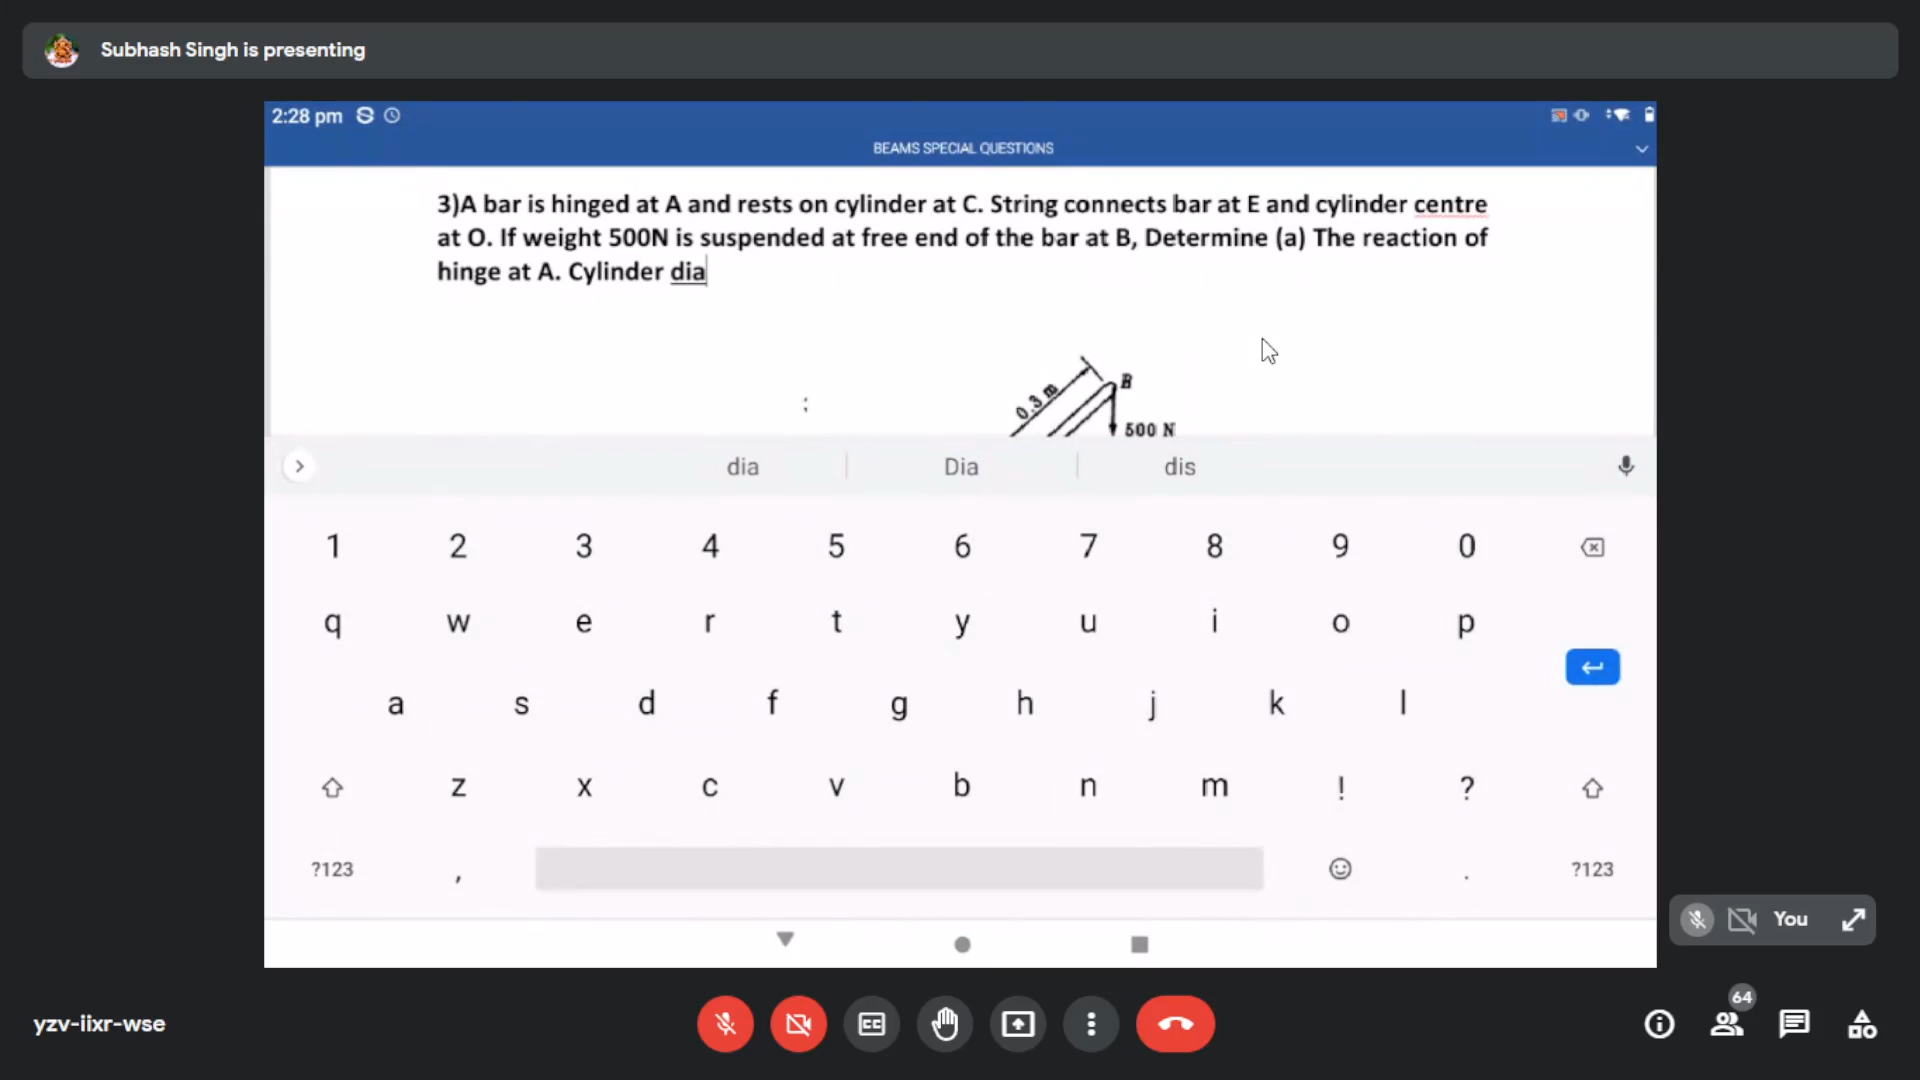 Subhash Singh is presenting
2:28 pm
BEAMS SPECIAL QUESTIONS
3)A bar is hinged at A and rests on cylinder at C. String connects bar at E and cylinder centre
at O. If weight 500N is suspended at free end of the bar at B, Determine (a) The reaction of
hinge at A. Cylinder dia
B
0.3 m
:
500 N
dia Dia dis
1 2 3 4 5 6 7 8 9 0
q w e r t y u i o p
a s d f g h j k l
z x c v b n m ! ?
?123 , . ?123
You
64
yzv-iixr-wse